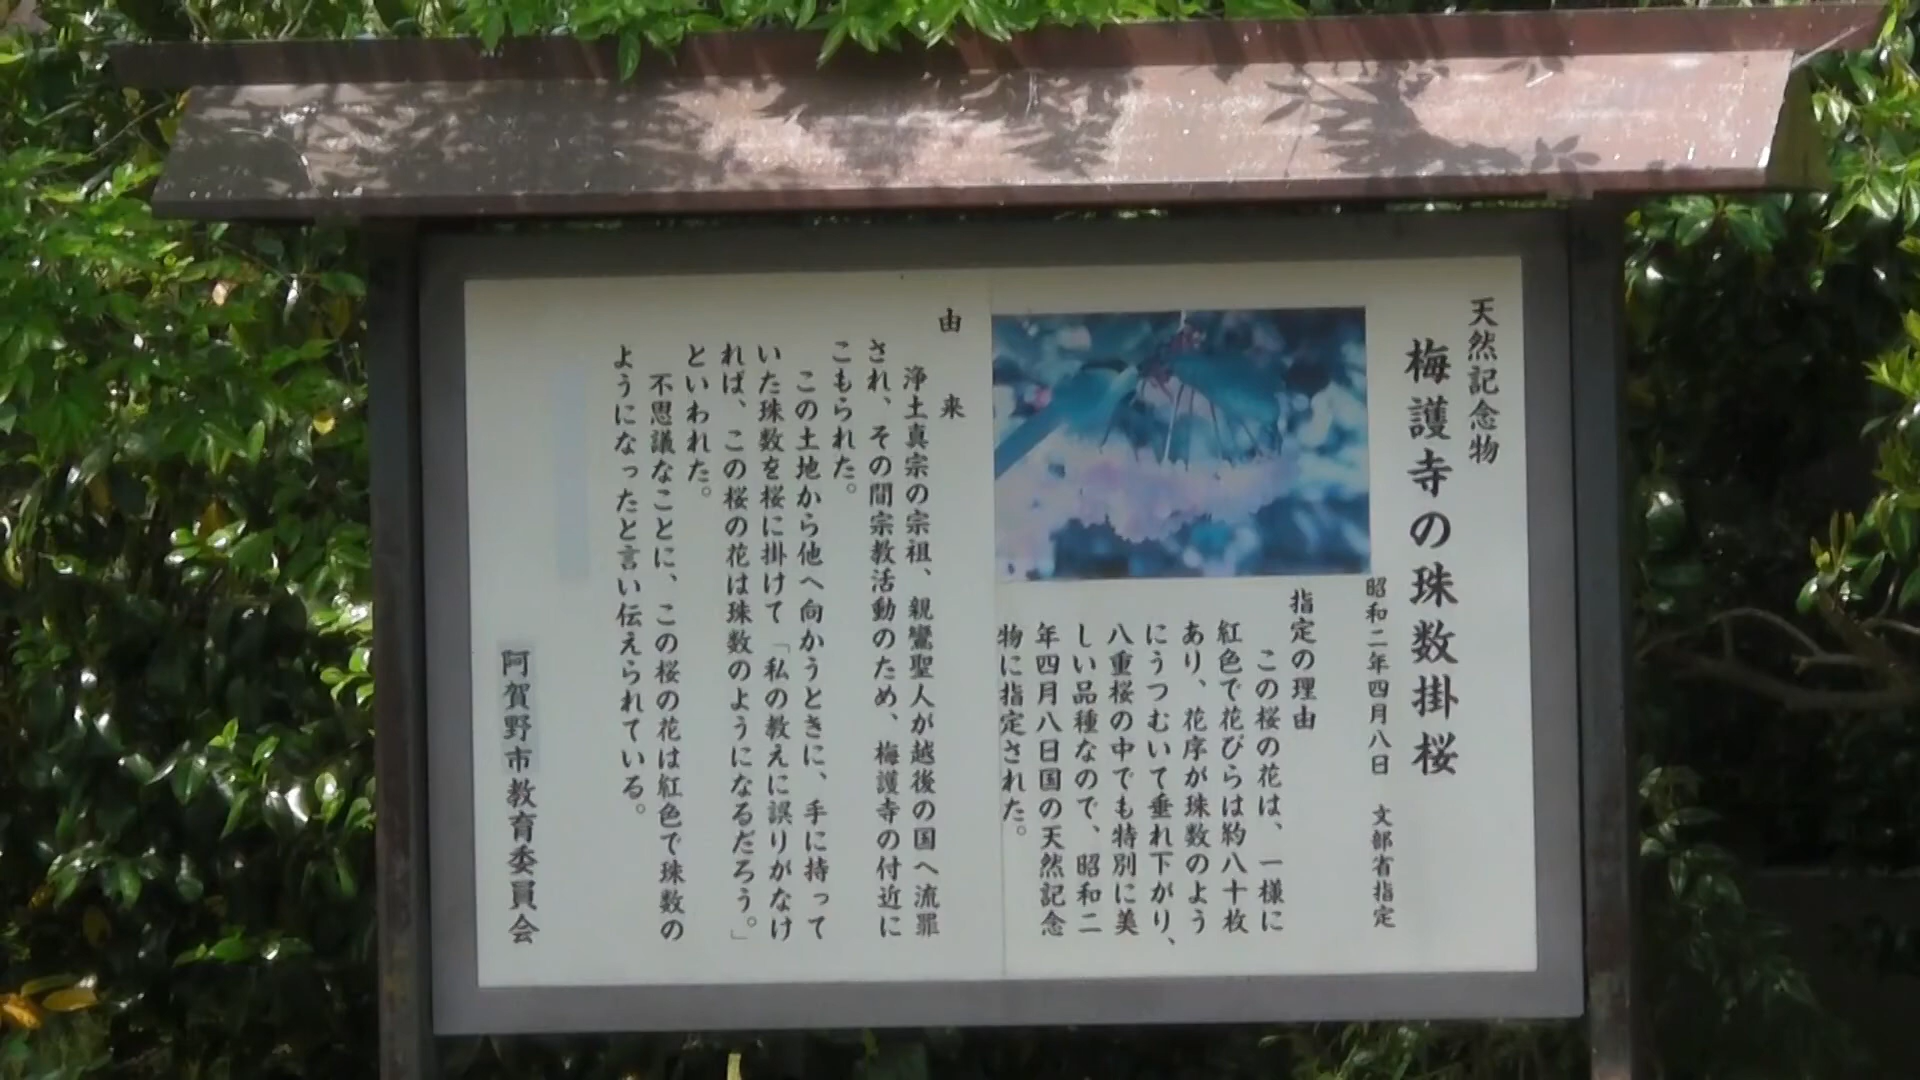 天然記念物
梅護寺の珠数掛桜
昭和二年四月八日 文部省指定
指定の理由
この桜の花は、一様に
紅色で花びらは約八十枚
あり、花序が珠数のよう
にうつむいて垂れ下がり、
八重桜の中でも特別に美
しい品種なので、昭和二
年四月八日国の天然記念
物に指定された。
由来
浄土真宗の宗祖、親鸞聖人が越後の国へ流罪
され、その間宗教活動のため、梅護寺の付近に
こもられた。
この土地から他へ向かうときに、手に持って
いた珠数を桜に掛けて「私の教えに誤りがなけ
れば、この桜の花は珠数のようになるだろう。」
といわれた。
不思議なことに、この桜の花は紅色で珠数の
ようになったと言い伝えられている。
阿賀野市教育委員会